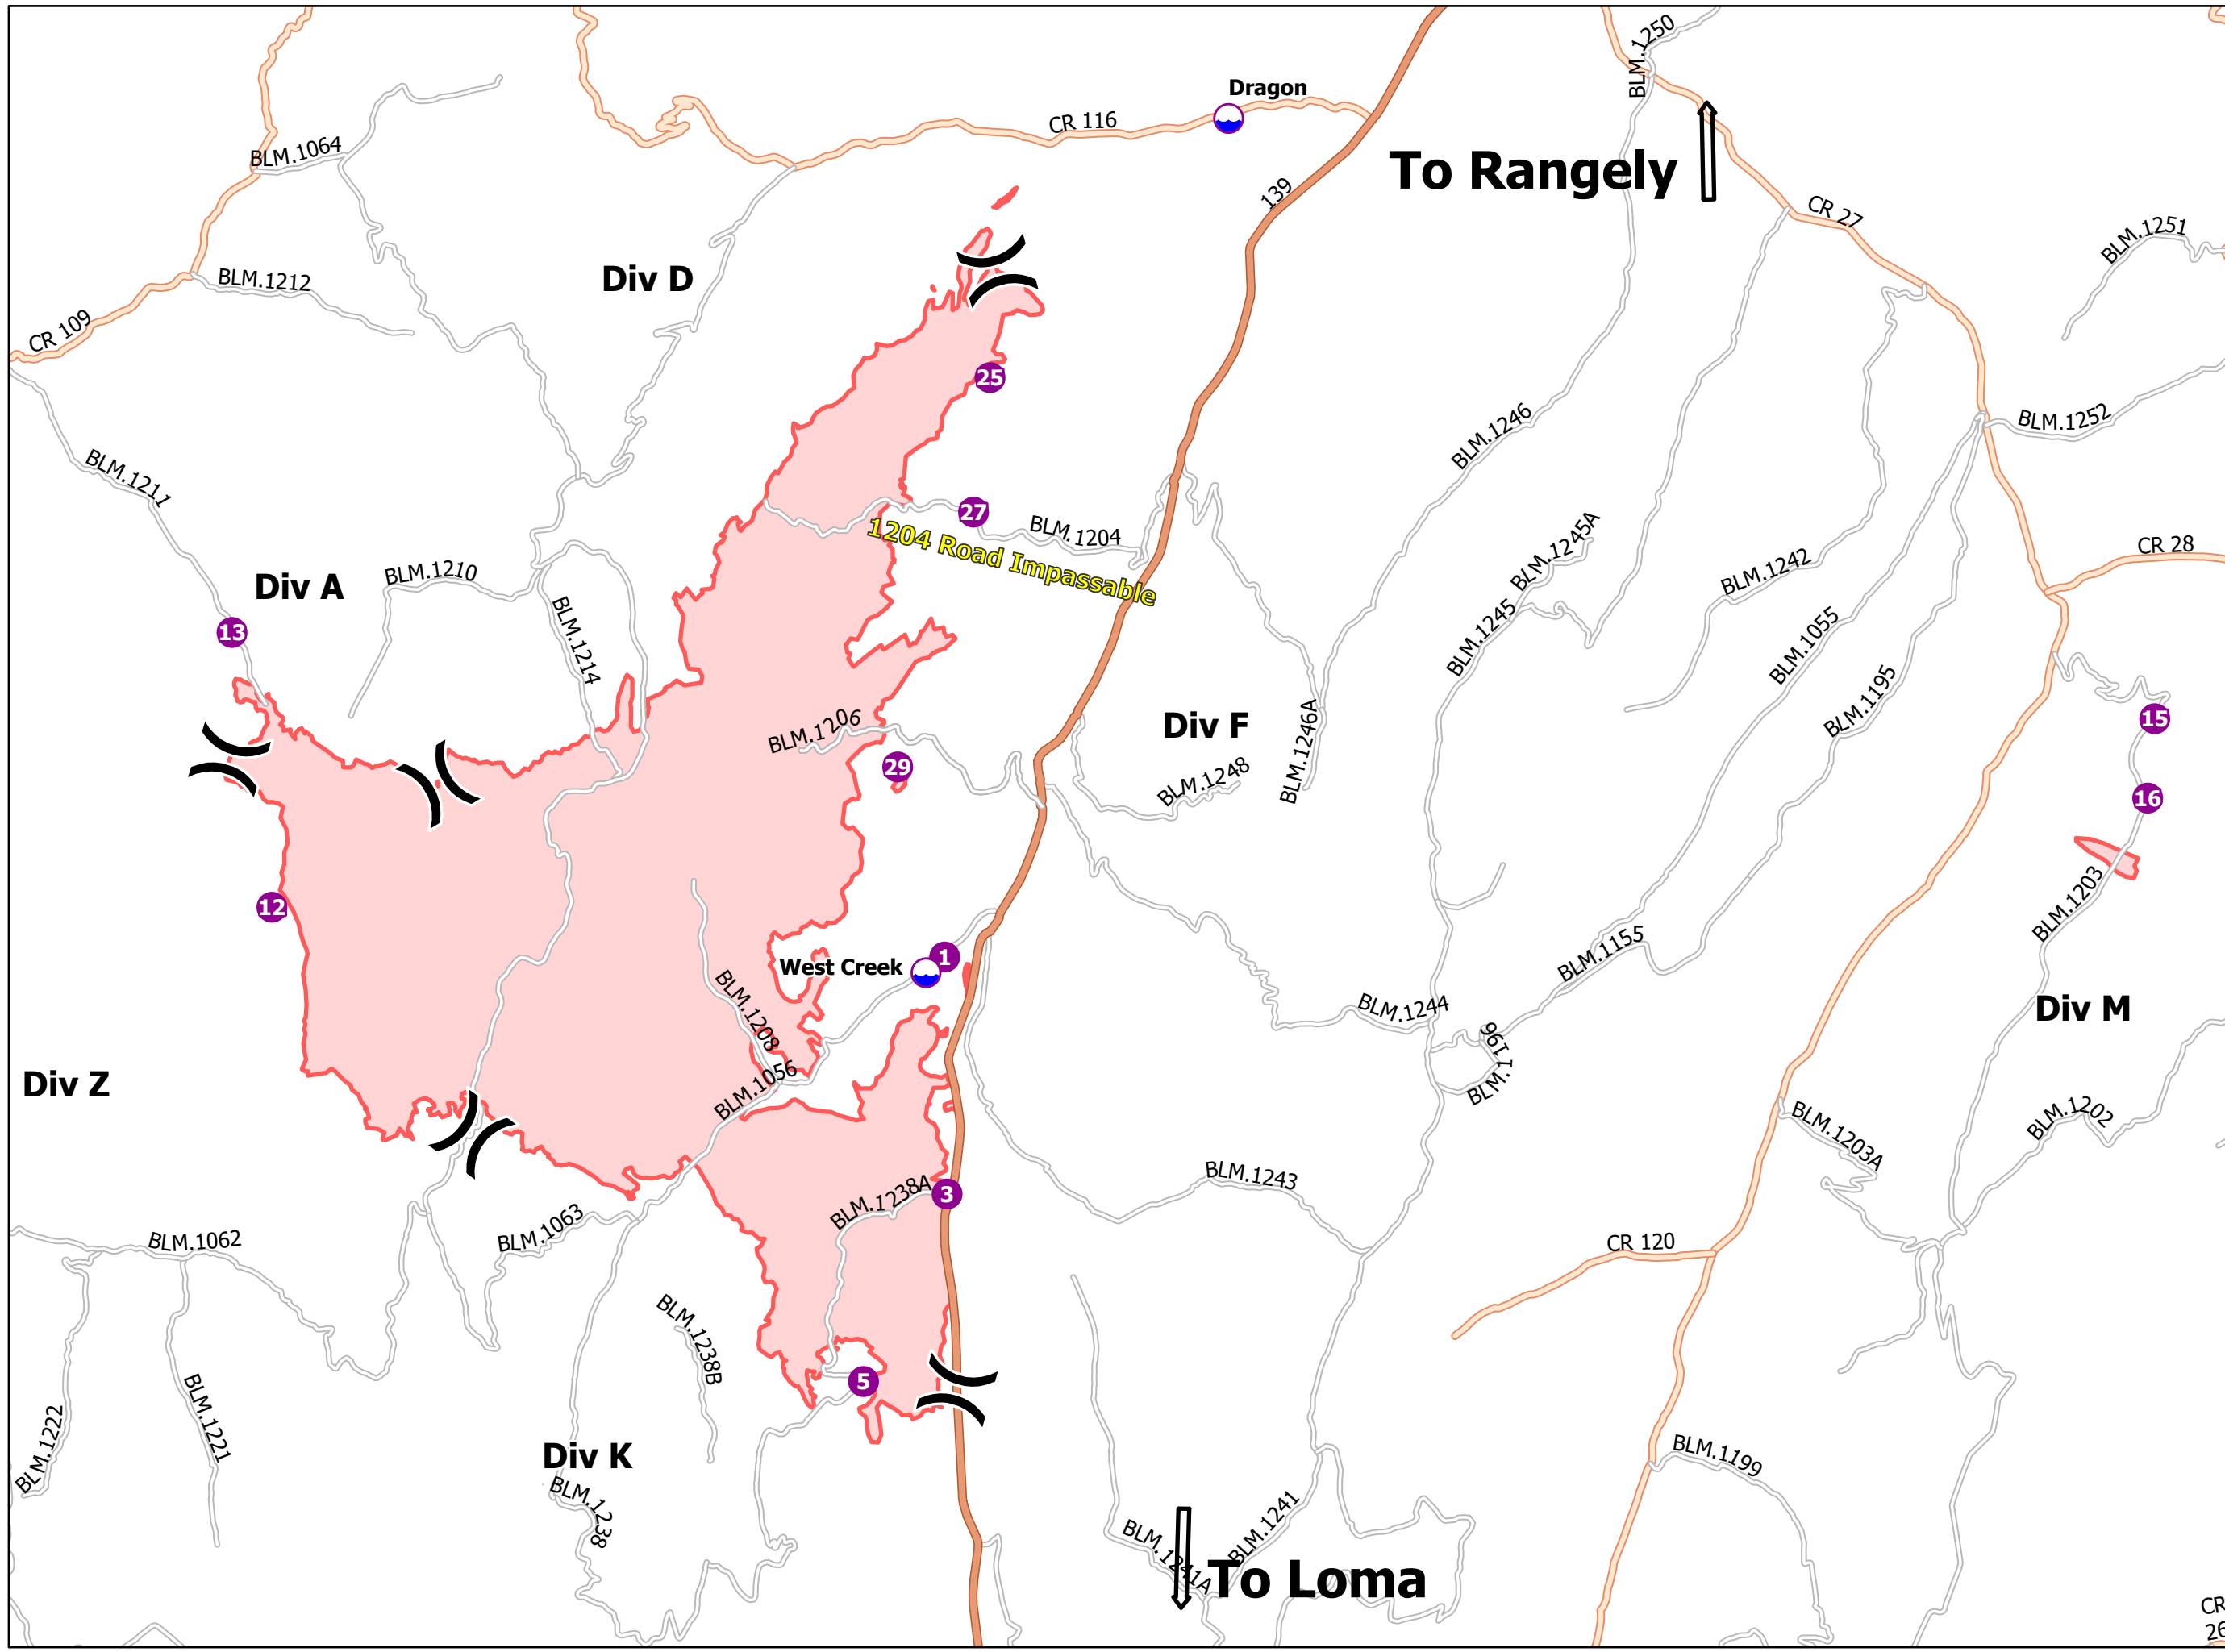 BLM.1250
Dragon
CR 116
BLM.1064
To Rangely
139
CR 27
BLM.1251
Div D
BLM.1212
CR 109
25
BLM.1246
BLM.1252
BLM.1211
27
BLM.1204
1204 Road Impassable
BLM.1245A
CR 28
BLM.1242
Div A
BLM.1210
13
BLM.1214
BLM.1245
BLM.1055
BLM.1195
Div F
BLM.1206
BLM.1246A
15
29
BLM.1248
16
12
BLM.1203
1
West Creek
BLM.1155
BLM.1208
BLM.1244
Div M
BLM.1196
Div Z
BLM.1056
BLM.1203A
BLM.1202
BLM.1243
3
BLM.1238A
BLM.1063
BLM.1062
CR 120
BLM.1238B
5
BLM.1222
BLM.1221
Div K
BLM.1199
BLM.1238
BLM.1241A
BLM.1241
To Loma
CR
26